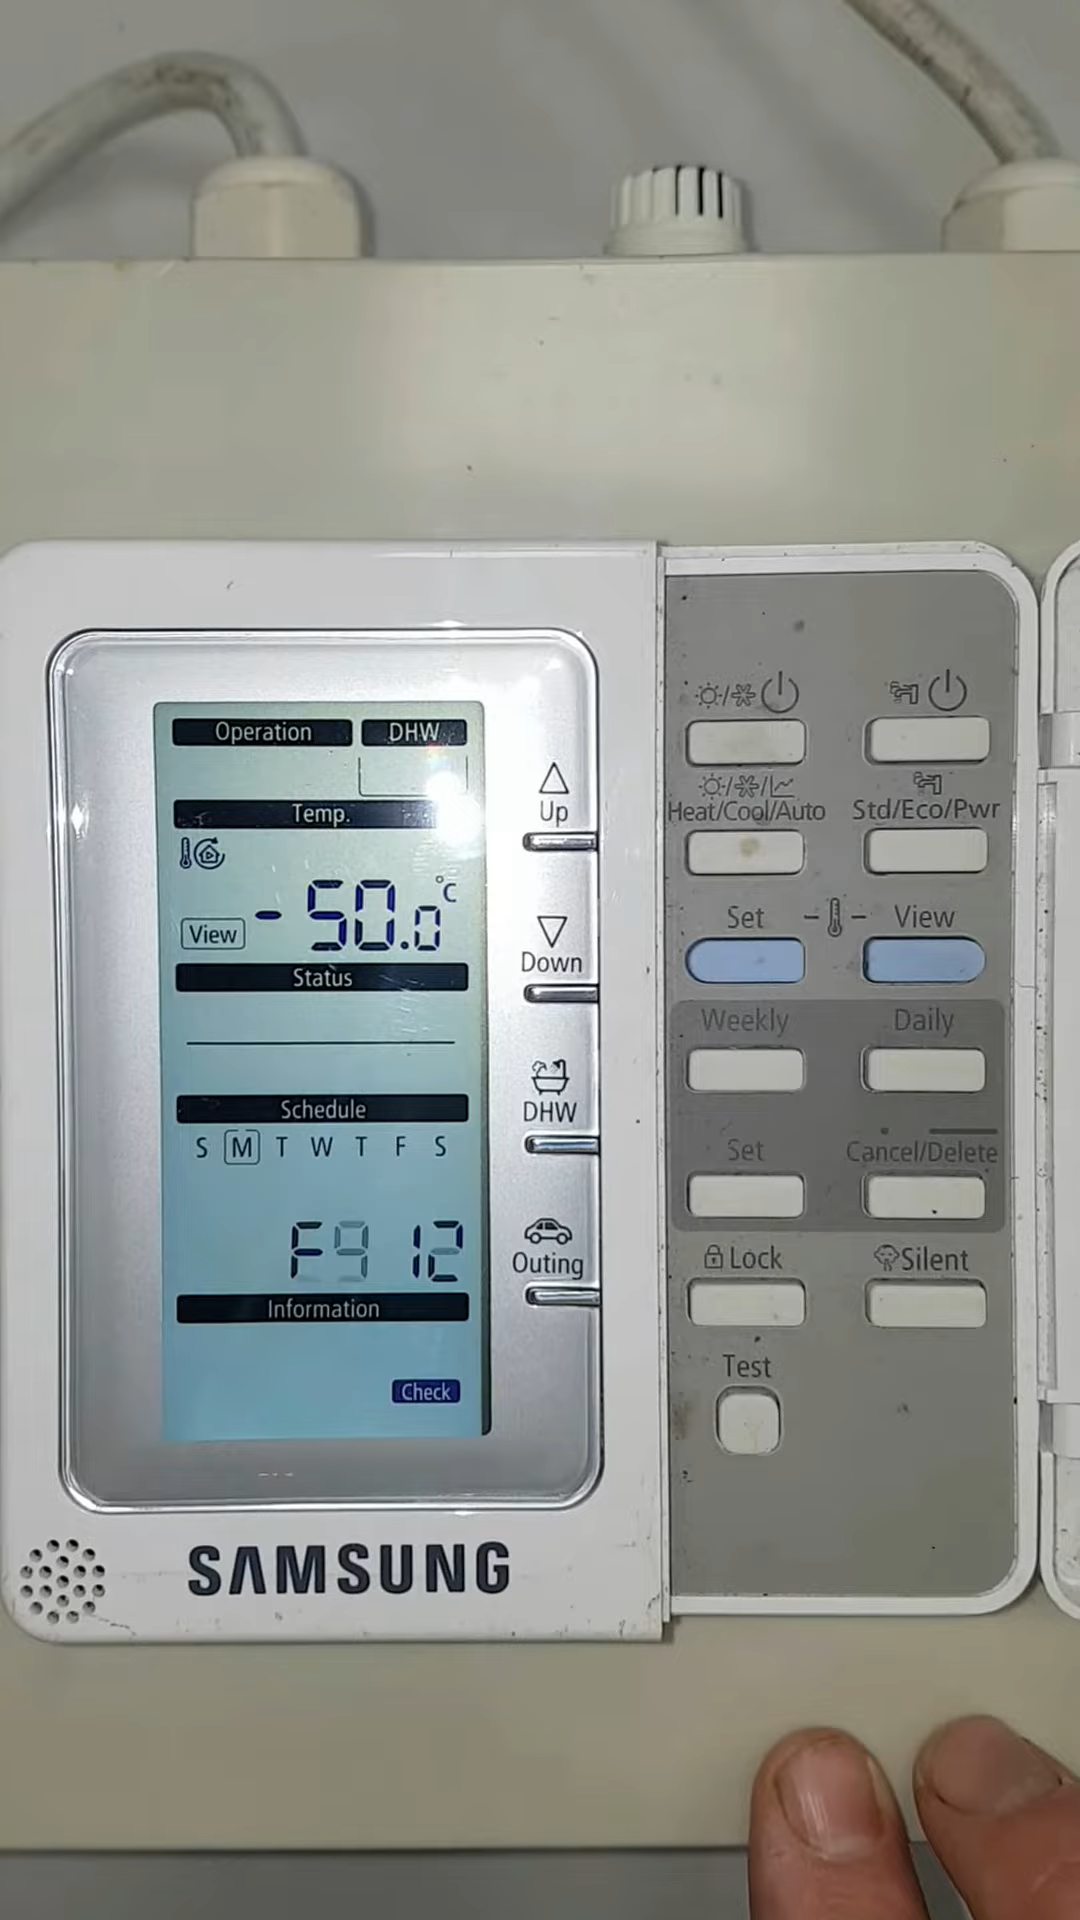 Operation DHW
Temp.
View -50.0 °C
Status
Schedule
S M T W T F S
12
Information
Check
Up
Down
DHW
Outing
SAMSUNG
Heat/Cool/Auto Std/Eco/Pwr
Set View
Weekly Daily
Set Cancel/Delete
Lock Silent
Test